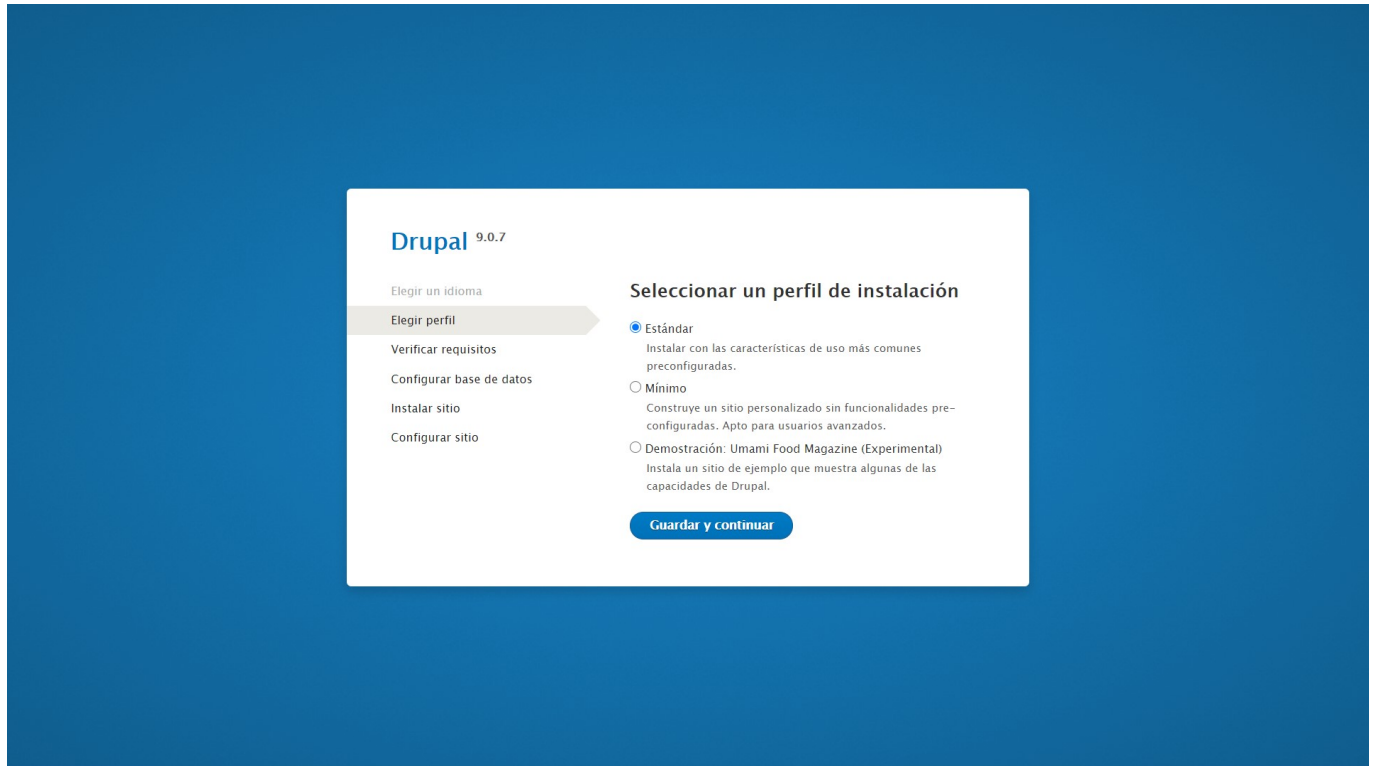 Drupal 9.0.7
Elegir un idioma
Elegir perfil
Verificar requisitos
Configurar base de datos
Instalar sitio
Configurar sitio
Seleccionar un perfil de instalación
Estándar
Instalar con las características de uso más comunes
preconfiguradas.
Mínimo
Construye un sitio personalizado sin funcionalidades pre-
configuradas. Apto para usuarios avanzados.
Demostración: Umami Food Magazine (Experimental)
Instala un sitio de ejemplo que muestra algunas de las
capacidades de Drupal.
Guardar y continuar